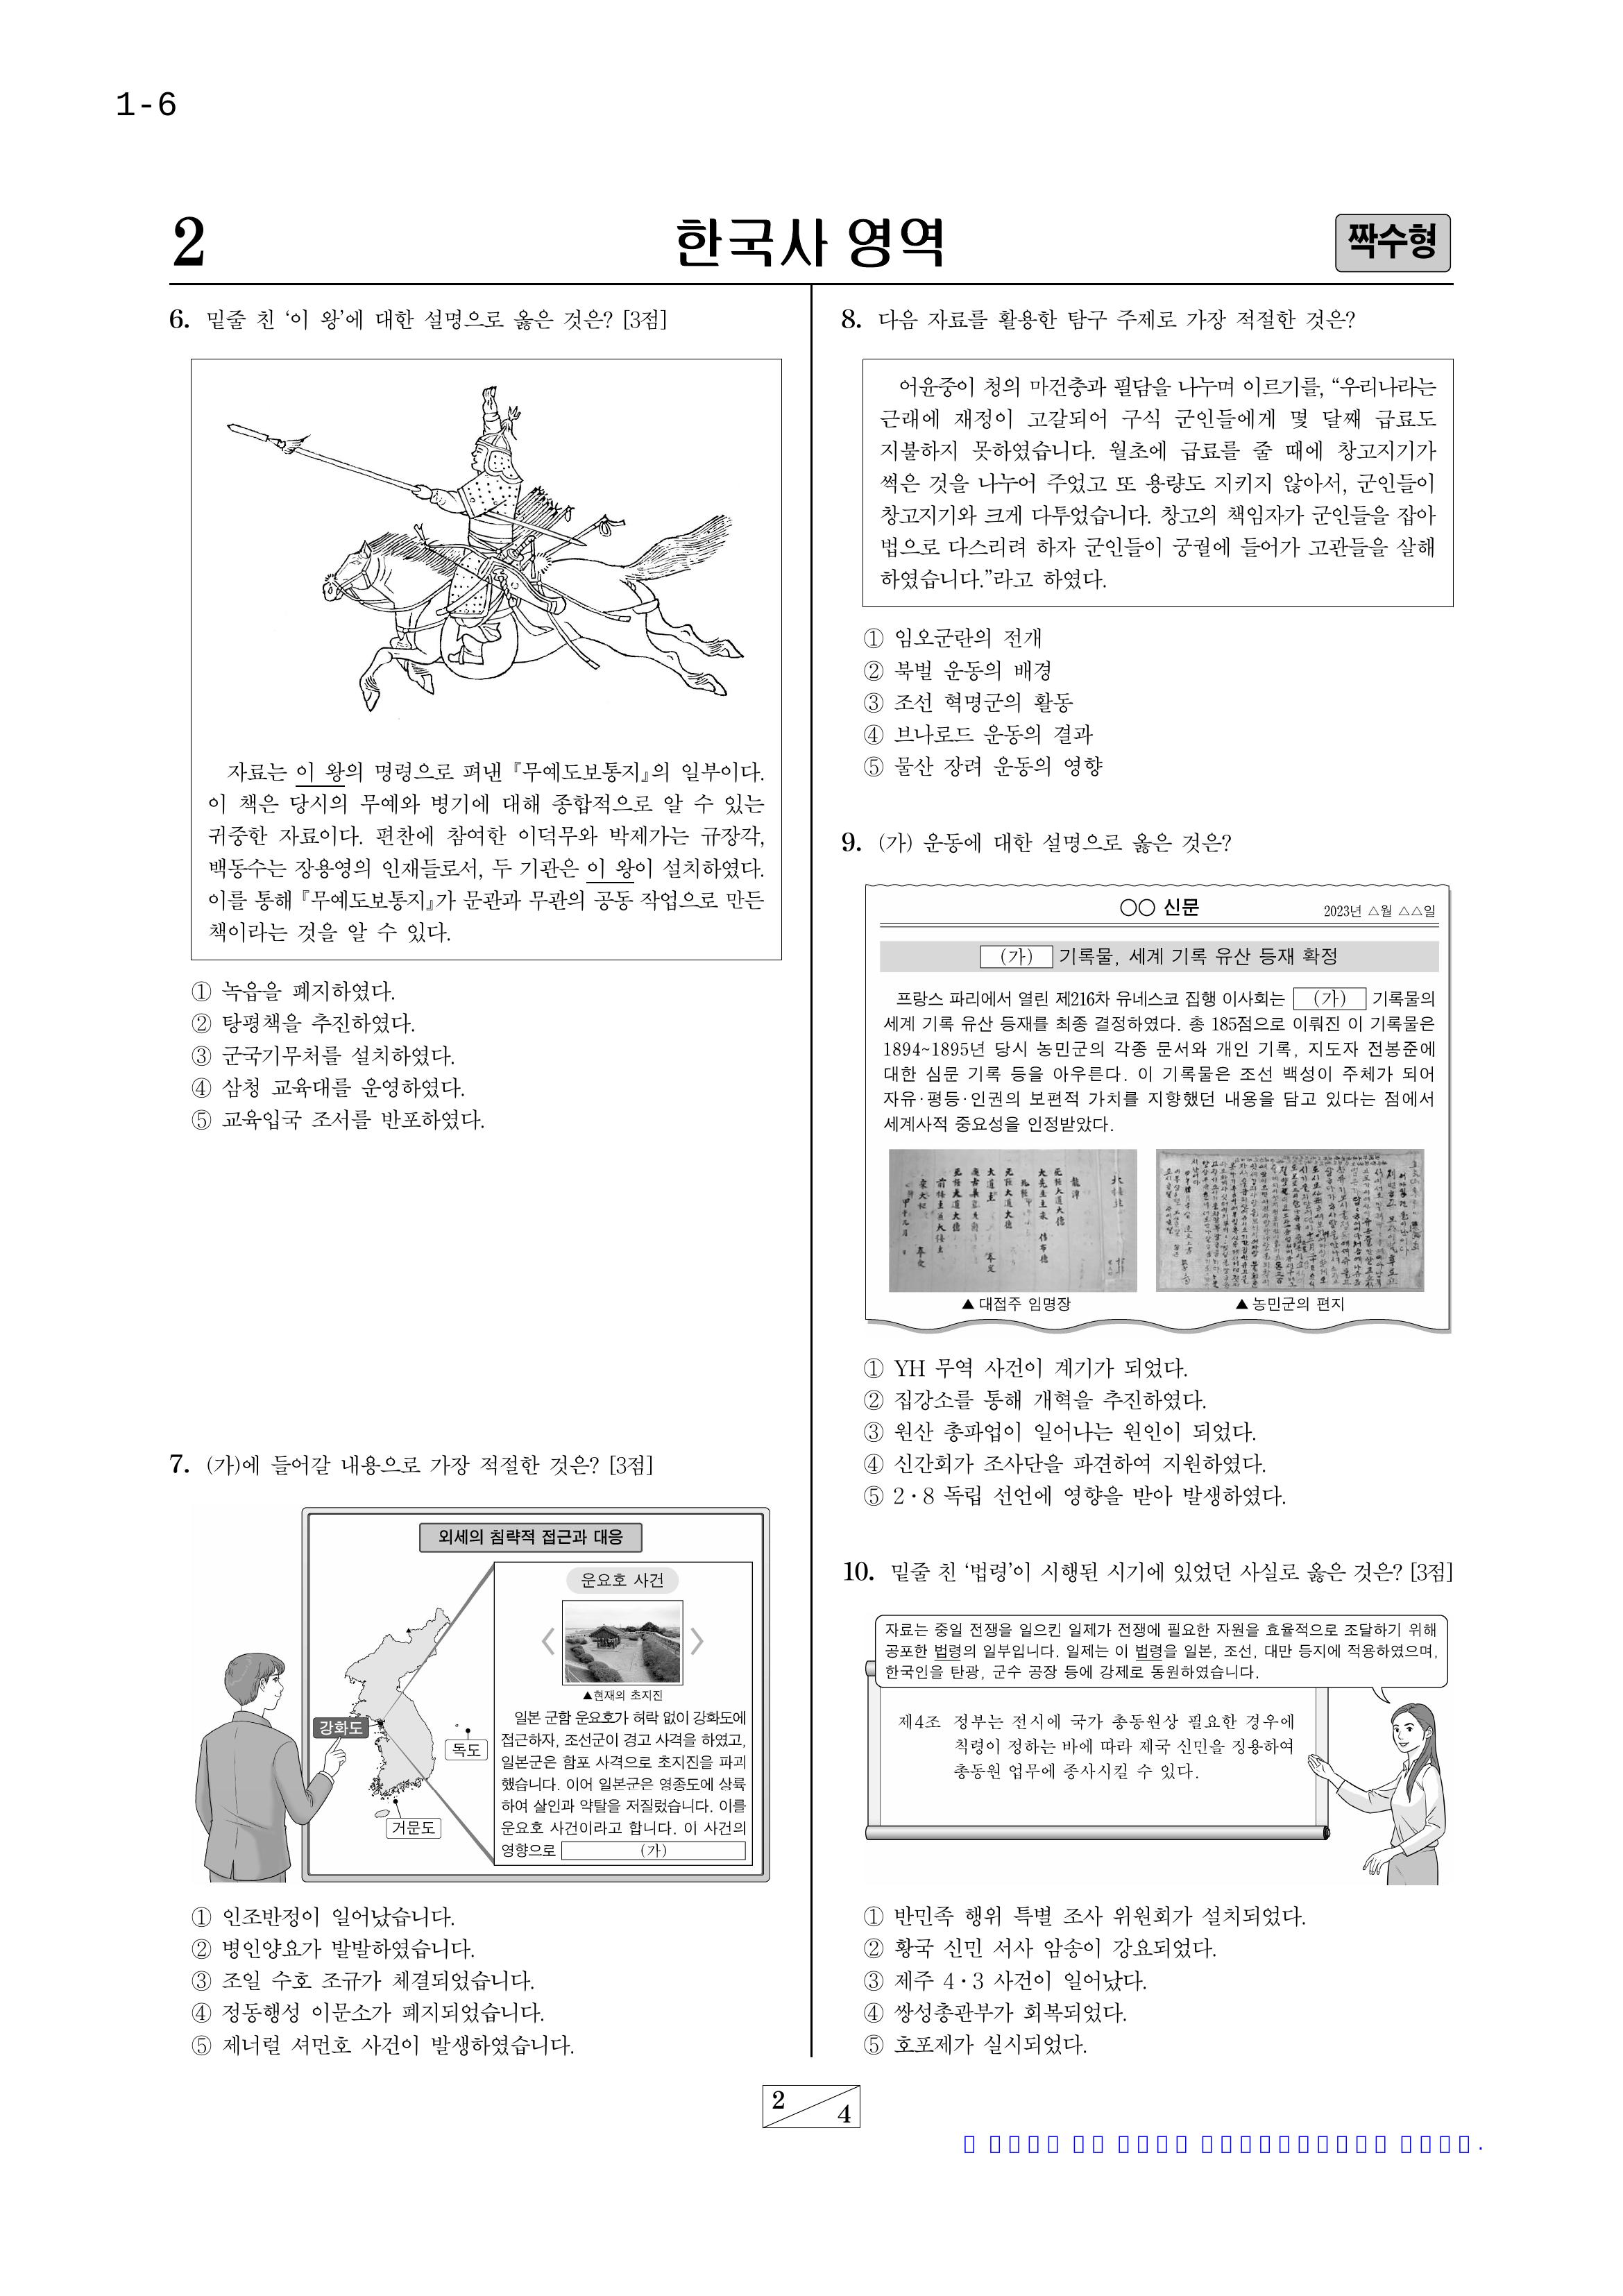 1-6
2
한국사 영역
짝수형
6. 밑줄 친 ‘이 왕’에 대한 설명으로 옳은 것은? [3점]
자료는 이 왕의 명령으로 펴낸 『무예도보통지』의 일부이다.
이 책은 당시의 무예와 병기에 대해 종합적으로 알 수 있는
귀중한 자료이다. 편찬에 참여한 이덕무와 박제가는 규장각,
백동수는 장용영의 인재들로서, 두 기관은 이 왕이 설치하였다.
이를 통해 『무예도보통지』가 문관과 무관의 공동 작업으로 만든
책이라는 것을 알 수 있다.
① 녹읍을 폐지하였다.
② 탕평책을 추진하였다.
③ 군국기무처를 설치하였다.
④ 삼청 교육대를 운영하였다.
⑤ 교육입국 조서를 반포하였다.
7. (가)에 들어갈 내용으로 가장 적절한 것은? [3점]
외세의 침략적 접근과 대응
운요호 사건
▲현재의 초지진
강화도
독도
거문도
일본 군함 운요호가 허락 없이 강화도에
접근하자, 조선군이 경고 사격을 하였고,
일본군은 함포 사격으로 초지진을 파괴
했습니다. 이어 일본군은 영종도에 상륙
하여 살인과 약탈을 저질렀습니다. 이를
운요호 사건이라고 합니다. 이 사건의
영향으로 (가)
① 인조반정이 일어났습니다.
② 병인양요가 발발하였습니다.
③ 조일 수호 조규가 체결되었습니다.
④ 정동행성 이문소가 폐지되었습니다.
⑤ 제너럴 셔먼호 사건이 발생하였습니다.
8. 다음 자료를 활용한 탐구 주제로 가장 적절한 것은?
어윤중이 청의 마건충과 필담을 나누며 이르기를, “우리나라는
근래에 재정이 고갈되어 구식 군인들에게 몇 달째 급료도
지불하지 못하였습니다. 월초에 급료를 줄 때에 창고지기가
썩은 것을 나누어 주었고 또 용량도 지키지 않아서, 군인들이
창고지기와 크게 다투었습니다. 창고의 책임자가 군인들을 잡아
법으로 다스리려 하자 군인들이 궁궐에 들어가 고관들을 살해
하였습니다.”라고 하였다.
① 임오군란의 전개
② 북벌 운동의 배경
③ 조선 혁명군의 활동
④ 브나로드 운동의 결과
⑤ 물산 장려 운동의 영향
9. (가) 운동에 대한 설명으로 옳은 것은?
○○ 신문
2023년 △월 △△일
(가) 기록물, 세계 기록 유산 등재 확정
프랑스 파리에서 열린 제216차 유네스코 집행 이사회는 (가) 기록물의
세계 기록 유산 등재를 최종 결정하였다. 총 185점으로 이뤄진 이 기록물은
1894~1895년 당시 농민군의 각종 문서와 개인 기록, 지도자 전봉준에
대한 심문 기록 등을 아우른다. 이 기록물은 조선 백성이 주체가 되어
자유·평등·인권의 보편적 가치를 지향했던 내용을 담고 있다는 점에서
세계사적 중요성을 인정받았다.
▲ 대접주 임명장
▲ 농민군의 편지
① YH 무역 사건이 계기가 되었다.
② 집강소를 통해 개혁을 추진하였다.
③ 원산 총파업이 일어나는 원인이 되었다.
④ 신간회가 조사단을 파견하여 지원하였다.
⑤ 2·8 독립 선언에 영향을 받아 발생하였다.
10. 밑줄 친 ‘법령’이 시행된 시기에 있었던 사실로 옳은 것은? [3점]
자료는 중일 전쟁을 일으킨 일제가 전쟁에 필요한 자원을 효율적으로 조달하기 위해
공포한 법령의 일부입니다. 일제는 이 법령을 일본, 조선, 대만 등지에 적용하였으며,
한국인을 탄광, 군수 공장 등에 강제로 동원하였습니다.
제4조 정부는 전시에 국가 총동원상 필요한 경우에
칙령이 정하는 바에 따라 제국 신민을 징용하여
총동원 업무에 종사시킬 수 있다.
① 반민족 행위 특별 조사 위원회가 설치되었다.
② 황국 신민 서사 암송이 강요되었다.
③ 제주 4·3 사건이 일어났다.
④ 쌍성총관부가 회복되었다.
⑤ 호포제가 실시되었다.
2
4